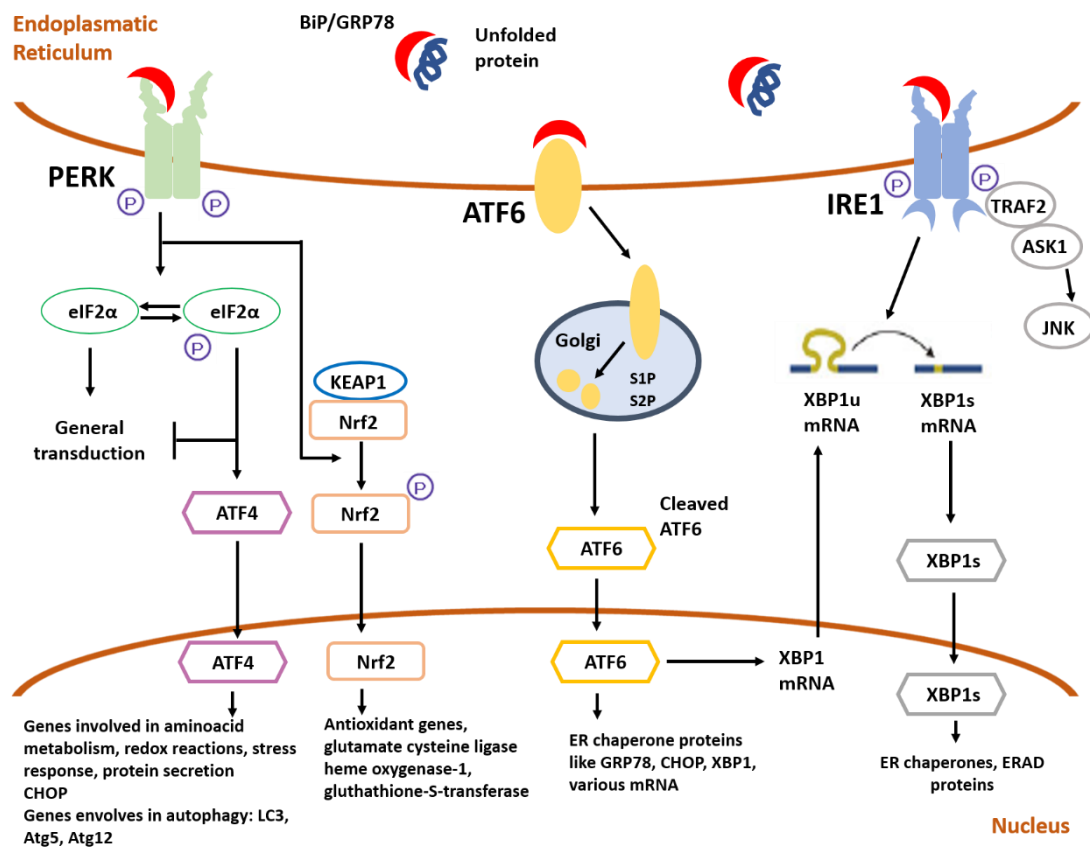 Endoplasmatic
Reticulum
BiP/GRP78
Unfolded
protein
PERK
P
P
ATF6
IRE1
P
P
TRAF2
ASK1
JNK
eIF2α
eIF2α
P
General
transduction
KEAP1
Nrf2
Nrf2
P
ATF4
Golgi
S1P
S2P
Cleaved
ATF6
ATF6
XBP1u
mRNA
XBP1s
mRNA
XBP1s
ATF4
Nrf2
ATF6
XBP1
mRNA
XBP1s
Genes involved in aminoacid
metabolism, redox reactions, stress
response, protein secretion
CHOP
Genes envolves in autophagy: LC3,
Atg5, Atg12
Antioxidant genes,
glutamate cysteine ligase
heme oxygenase-1,
gluthathione-S-transferase
ER chaperone proteins
like GRP78, CHOP, XBP1,
various mRNA
ER chaperones, ERAD
proteins
Nucleus